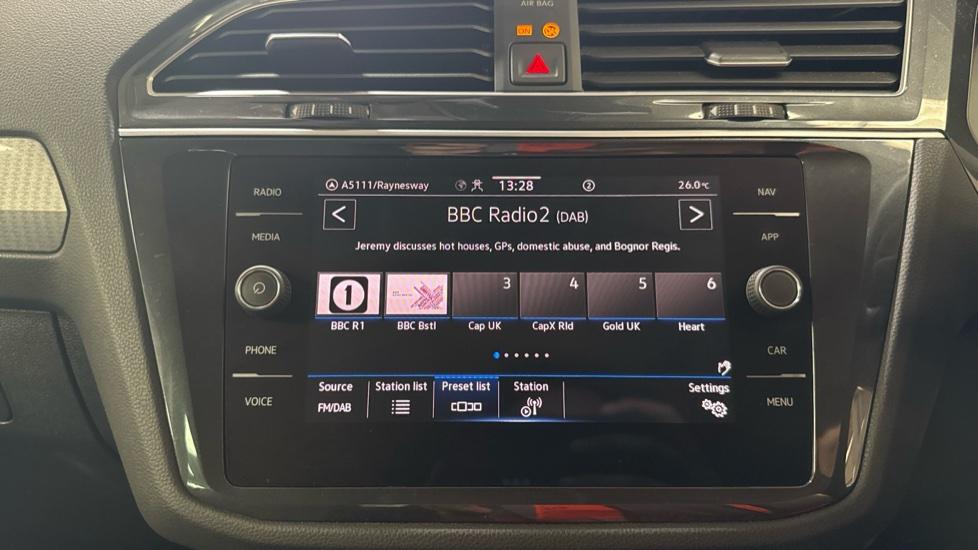 AIR BAG
ON
RADIO
NAV
A5111/Raynesway 13:28 2 26.0°C
BBC Radio2 (DAB)
MEDIA
APP
Jeremy discusses hot houses, GPs, domestic abuse, and Bognor Regis.
1 3 4 5 6
BBC R1 BBC Bstl Cap UK CapX Rld Gold UK Heart
PHONE
CAR
Source Station list Preset list Station Settings
FM/DAB
VOICE
MENU